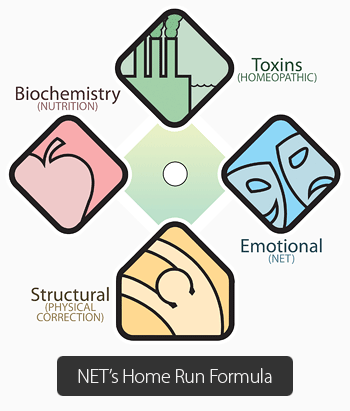 Toxins
(HOMEOPATHIC)
Biochemistry
(NUTRITION)
Emotional
(NET)
Structural
(PHYSICAL
CORRECTION)
NET's Home Run Formula